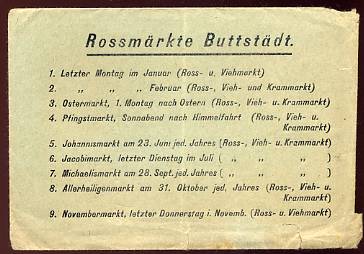 Rossmärkte Buttstädt.
1. Letzter Montag im Januar (Ross- u. Viehmarkt)
2. „ „ „ Februar (Ross-, Vieh- und Krammarkt)
3. Ostermarkt, 1. Montag nach Ostern (Ross-, Vieh- u. Krammarkt)
4. Pfingstmarkt, Sonnabend nach Himmelfahrt (Ross-, Vieh- u.
Krammarkt)
5. Johannismarkt am 23. Juni jed. Jahres (Ross-, Vieh- u. Krammarkt)
6. Jacobimarkt, letzter Dienstag im Juli ( „ „ „ )
7. Michaelismarkt am 28. Sept. jed. Jahres ( „ „ „ )
8. Allerheiligenmarkt am 31. Oktober jed. Jahres (Ross-, Vieh- u.
Krammarkt)
9. Novembermarkt, letzter Donnerstag i. Novemb. (Ross- u. Viehmarkt)